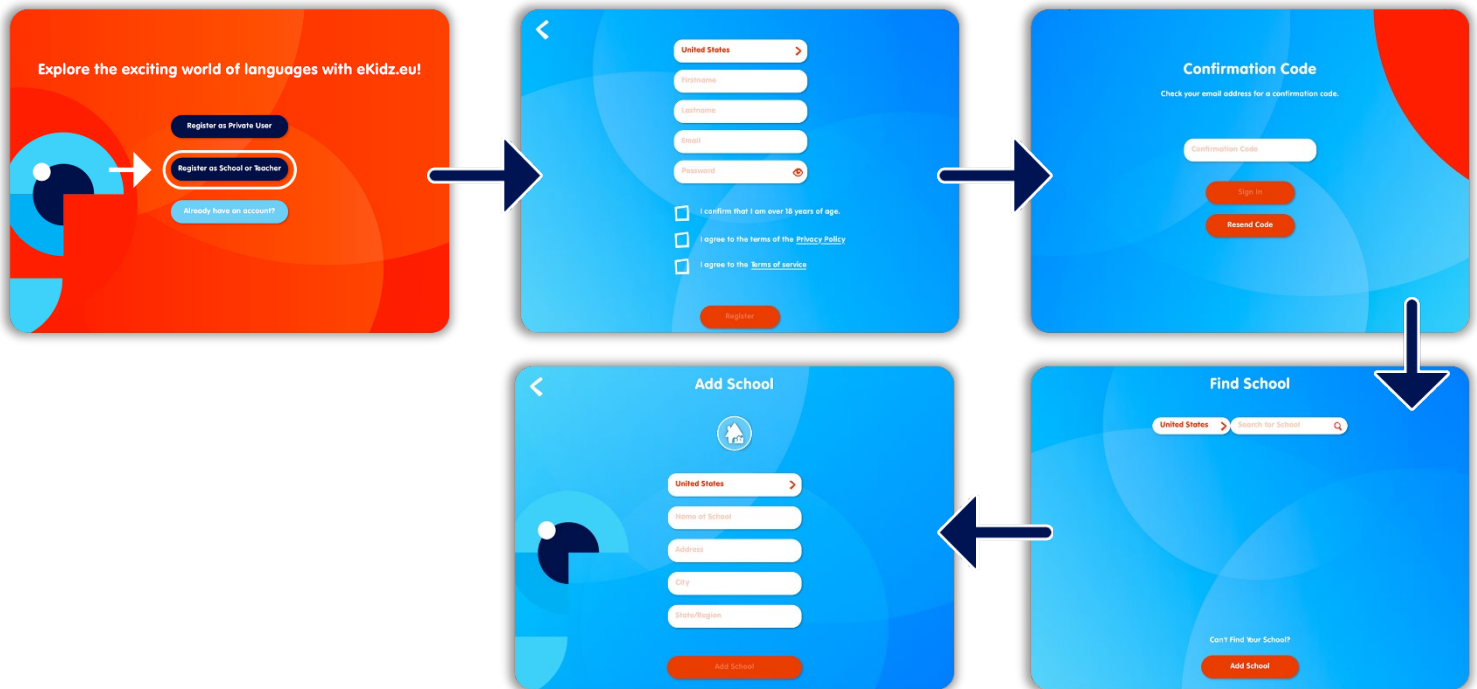 Explore the exciting world of languages with eKidz.eu!
Register as Private User
Register as School or Teacher
Already have an account?
United States
Firstname
Lastname
Email
Password
I confirm that I am over 18 years of age.
I agree to the terms of the Privacy Policy
I agree to the Terms of service
Register
Confirmation Code
Check your email address for a confirmation code.
Confirmation Code
Sign in
Resend Code
Find School
United States
Search for School
Can't Find Your School?
Add School
Add School
United States
Name of School
Address
City
State/Region
Add School